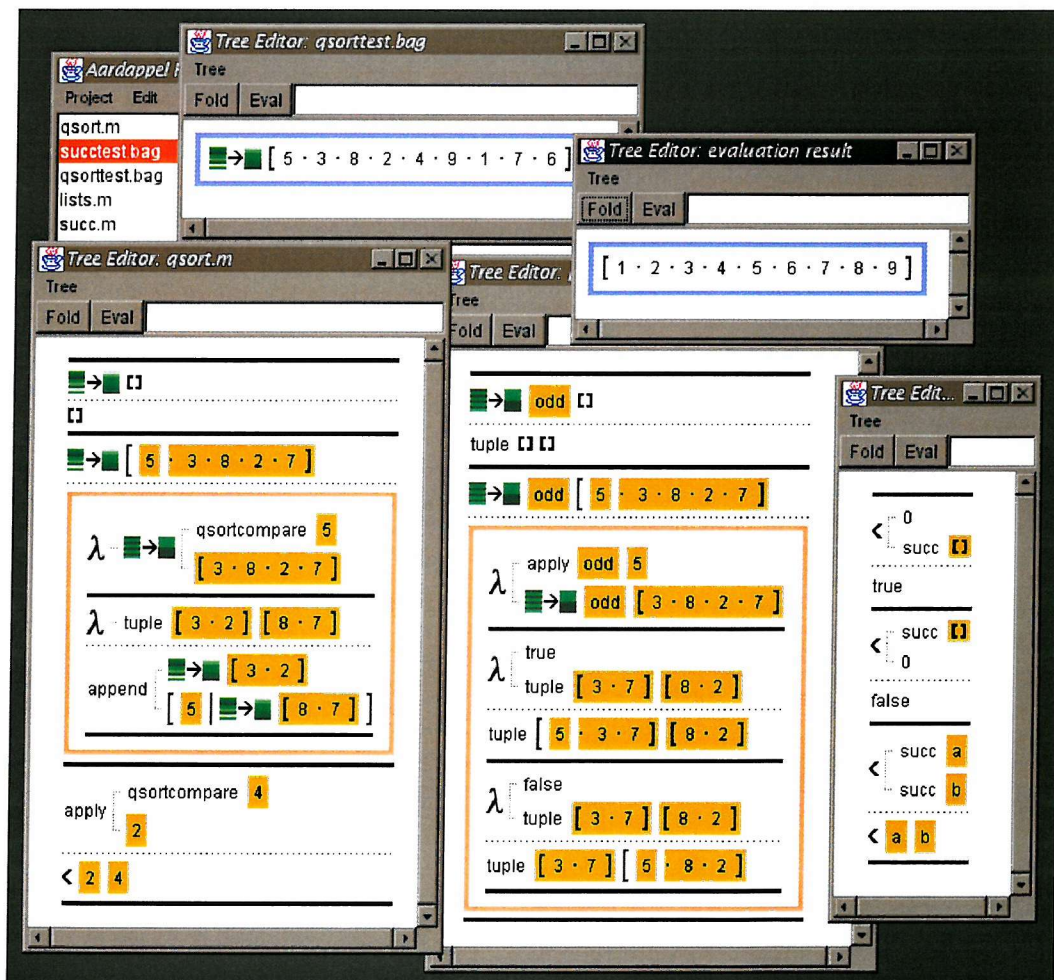 Tree Editor: qsorttest.bag
Tree
Fold Eval
[ 5 · 3 · 8 · 2 · 4 · 9 · 1 · 7 · 6 ]
Aardappel
Project Edit
qsort.m
succtest.bag
qsorttest.bag
lists.m
succ.m
Tree Editor: evaluation result
Tree
Fold Eval
[ 1 · 2 · 3 · 4 · 5 · 6 · 7 · 8 · 9 ]
Tree Editor: qsort.m
Tree
Fold Eval
→ []
[]
→ [ 5 · 3 · 8 · 2 · 7 ]
λ → qsortcompare 5
[ 3 · 8 · 2 · 7 ]
λ tuple [ 3 · 2 ] [ 8 · 7 ]
append → [ 3 · 2 ]
[ 5 | → [ 8 · 7 ] ]
apply qsortcompare 4
2
< 2 4
Tree Editor:
Tree
Fold Eval
→ odd []
tuple [] []
→ odd [ 5 · 3 · 8 · 2 · 7 ]
λ apply odd 5
→ odd [ 3 · 8 · 2 · 7 ]
λ true
tuple [ 3 · 7 ] [ 8 · 2 ]
tuple [ 5 · 3 · 7 ] [ 8 · 2 ]
λ false
tuple [ 3 · 7 ] [ 8 · 2 ]
tuple [ 3 · 7 ] [ 5 · 8 · 2 ]
Tree Edit...
Tree
Fold Eval
< 0
succ []
true
< succ []
0
false
< succ a
succ b
< a b